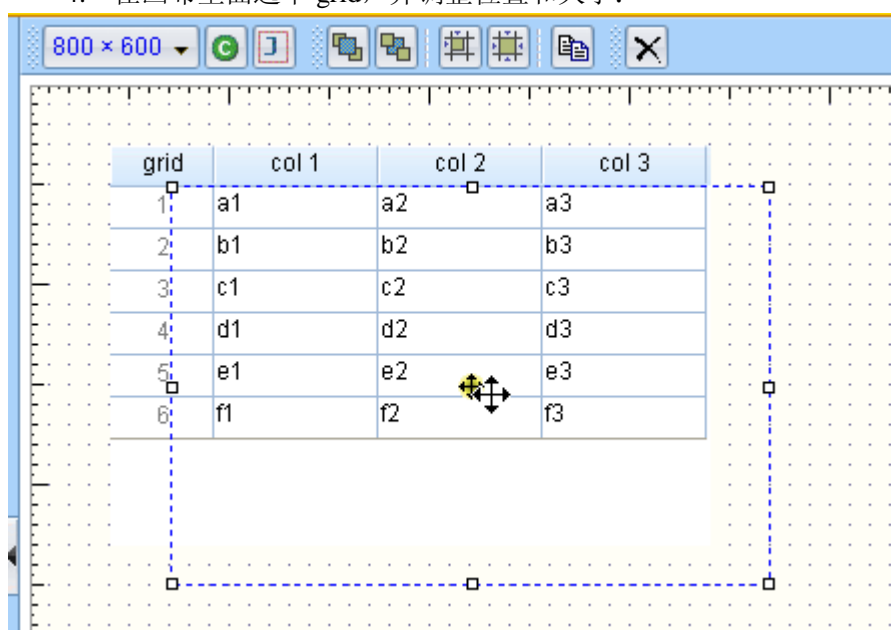 800 × 600
C J
grid col 1 col 2 col 3
1 a1 a2 a3
2 b1 b2 b3
3 c1 c2 c3
4 d1 d2 d3
5 e1 e2 e3
6 f1 f2 f3